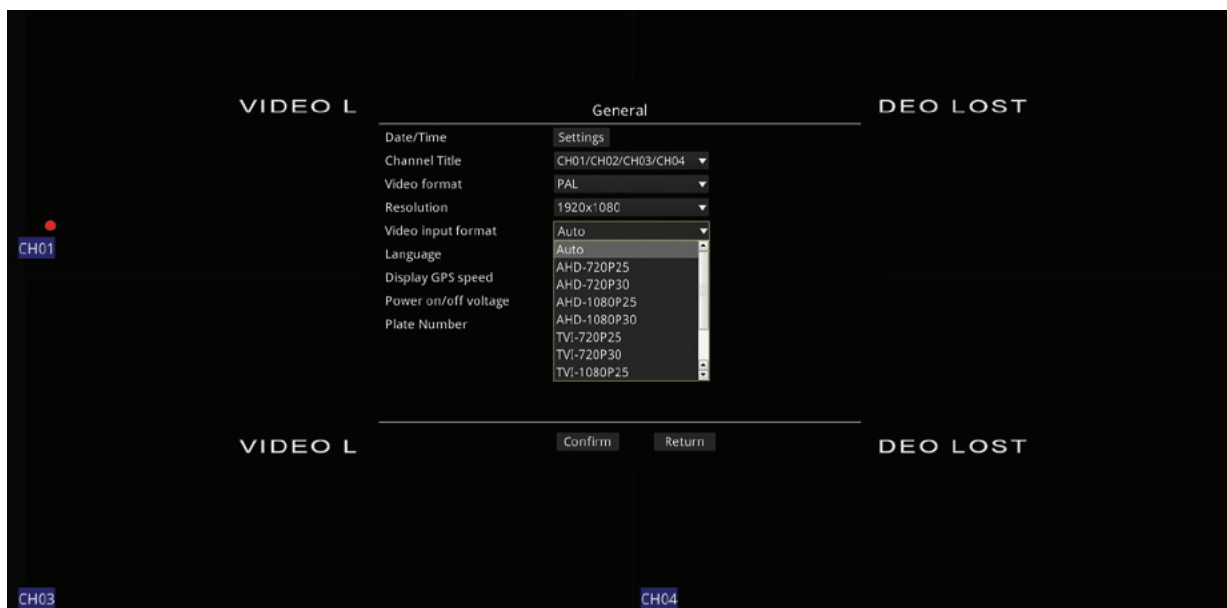 VIDEO L
General
DEO LOST
Date/Time Settings
Channel Title CH01/CH02/CH03/CH04
Video format PAL
Resolution 1920x1080
Video input format Auto
CH01
Language
Display GPS speed
Power on/off voltage
Plate Number
Auto
AHD-720P25
AHD-720P30
AHD-1080P25
AHD-1080P30
TVI-720P25
TVI-720P30
TVI-1080P25
VIDEO L
Confirm Return
DEO LOST
CH03
CH04